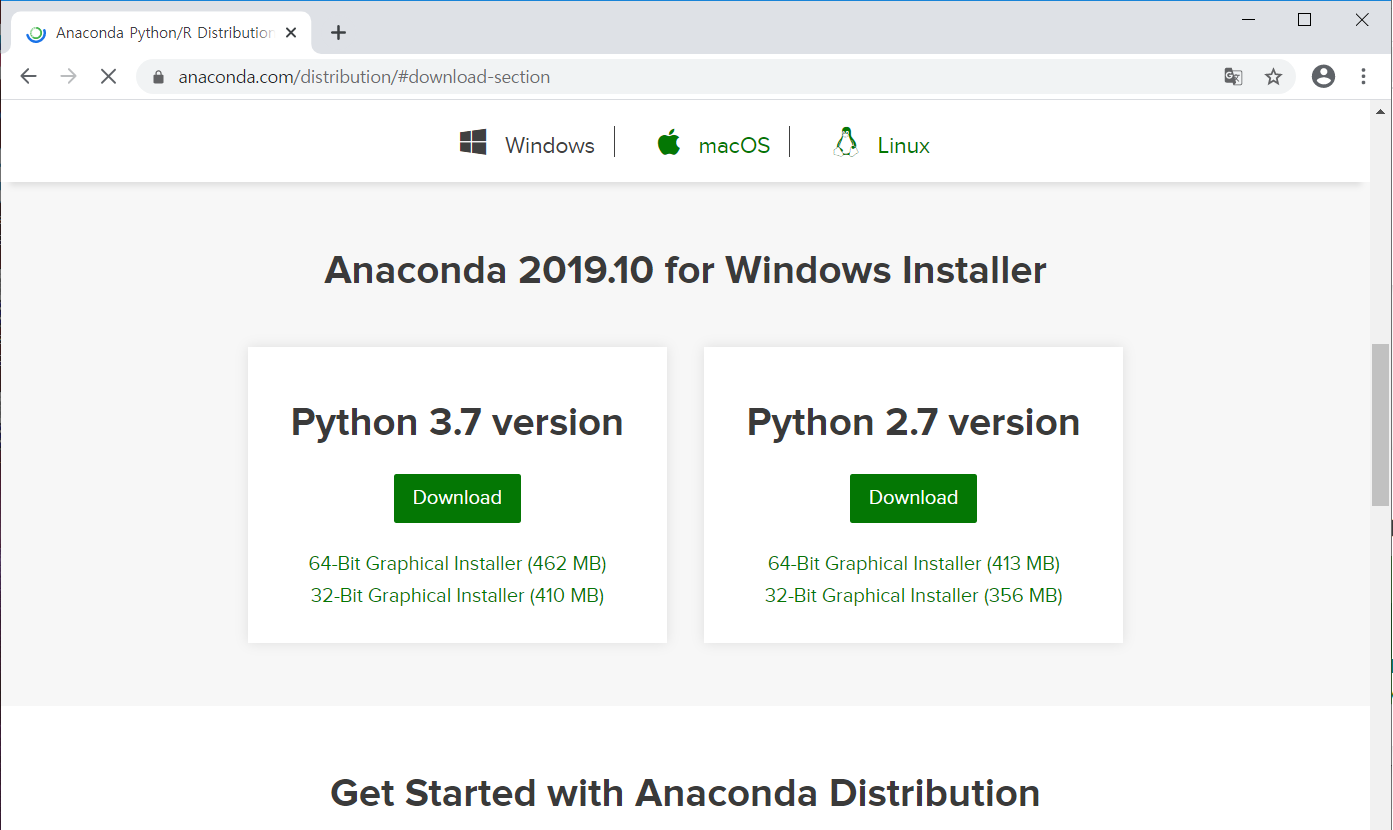 Anaconda Python/R Distribution
anaconda.com/distribution/#download-section
Windows
macOS
Linux
Anaconda 2019.10 for Windows Installer
Python 3.7 version
Download
64-Bit Graphical Installer (462 MB)
32-Bit Graphical Installer (410 MB)
Python 2.7 version
Download
64-Bit Graphical Installer (413 MB)
32-Bit Graphical Installer (356 MB)
Get Started with Anaconda Distribution